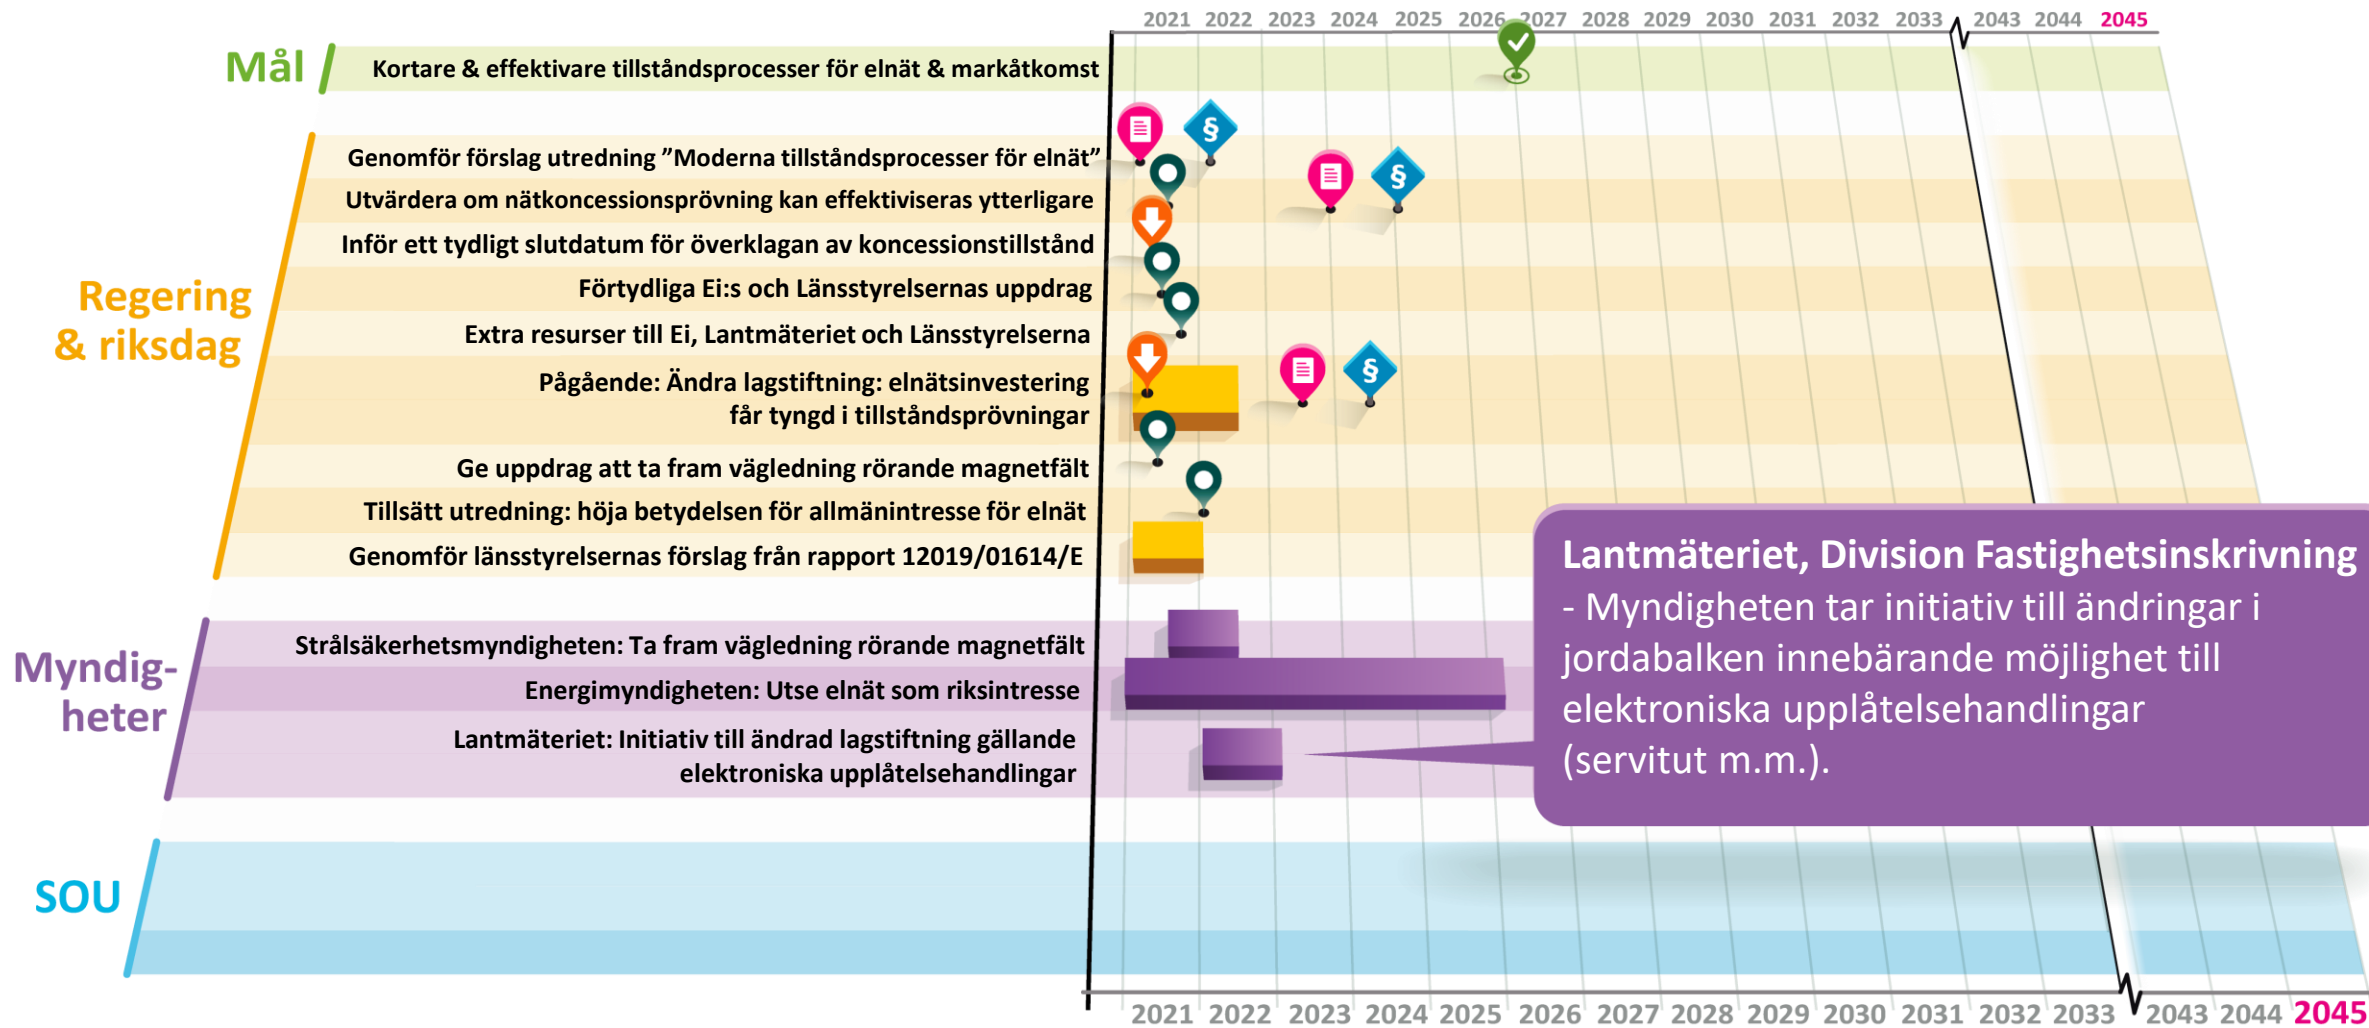 2021 2022 2023 2024 2025 2026 2027 2028 2029 2030 2031 2032 2033 2043 2044 2045
Mål
Kortare & effektivare tillståndsprocesser för elnät & markåtkomst
Regering
& riksdag
Genomför förslag utredning ”Moderna tillståndsprocesser för elnät”
§
Utvärdera om nätkoncessionsprövning kan effektiviseras ytterligare
§
Inför ett tydligt slutdatum för överklagan av koncessionstillstånd
Förtydliga Ei:s och Länsstyrelsernas uppdrag
Extra resurser till Ei, Lantmäteriet och Länsstyrelserna
Pågående: Ändra lagstiftning: elnätsinvestering
får tyngd i tillståndsprövningar
§
Ge uppdrag att ta fram vägledning rörande magnetfält
Tillsätt utredning: höja betydelsen för allmänintresse för elnät
Genomför länsstyrelsernas förslag från rapport 12019/01614/E
Myndig-
heter
Strålsäkerhetsmyndigheten: Ta fram vägledning rörande magnetfält
Energimyndigheten: Utse elnät som riksintresse
Lantmäteriet: Initiativ till ändrad lagstiftning gällande
elektroniska upplåtelsehandlingar
Lantmäteriet, Division Fastighetsinskrivning
- Myndigheten tar initiativ till ändringar i
jordabalken innebärande möjlighet till
elektroniska upplåtelsehandlingar
(servitut m.m.).
SOU
2021 2022 2023 2024 2025 2026 2027 2028 2029 2030 2031 2032 2033 2043 2044 2045